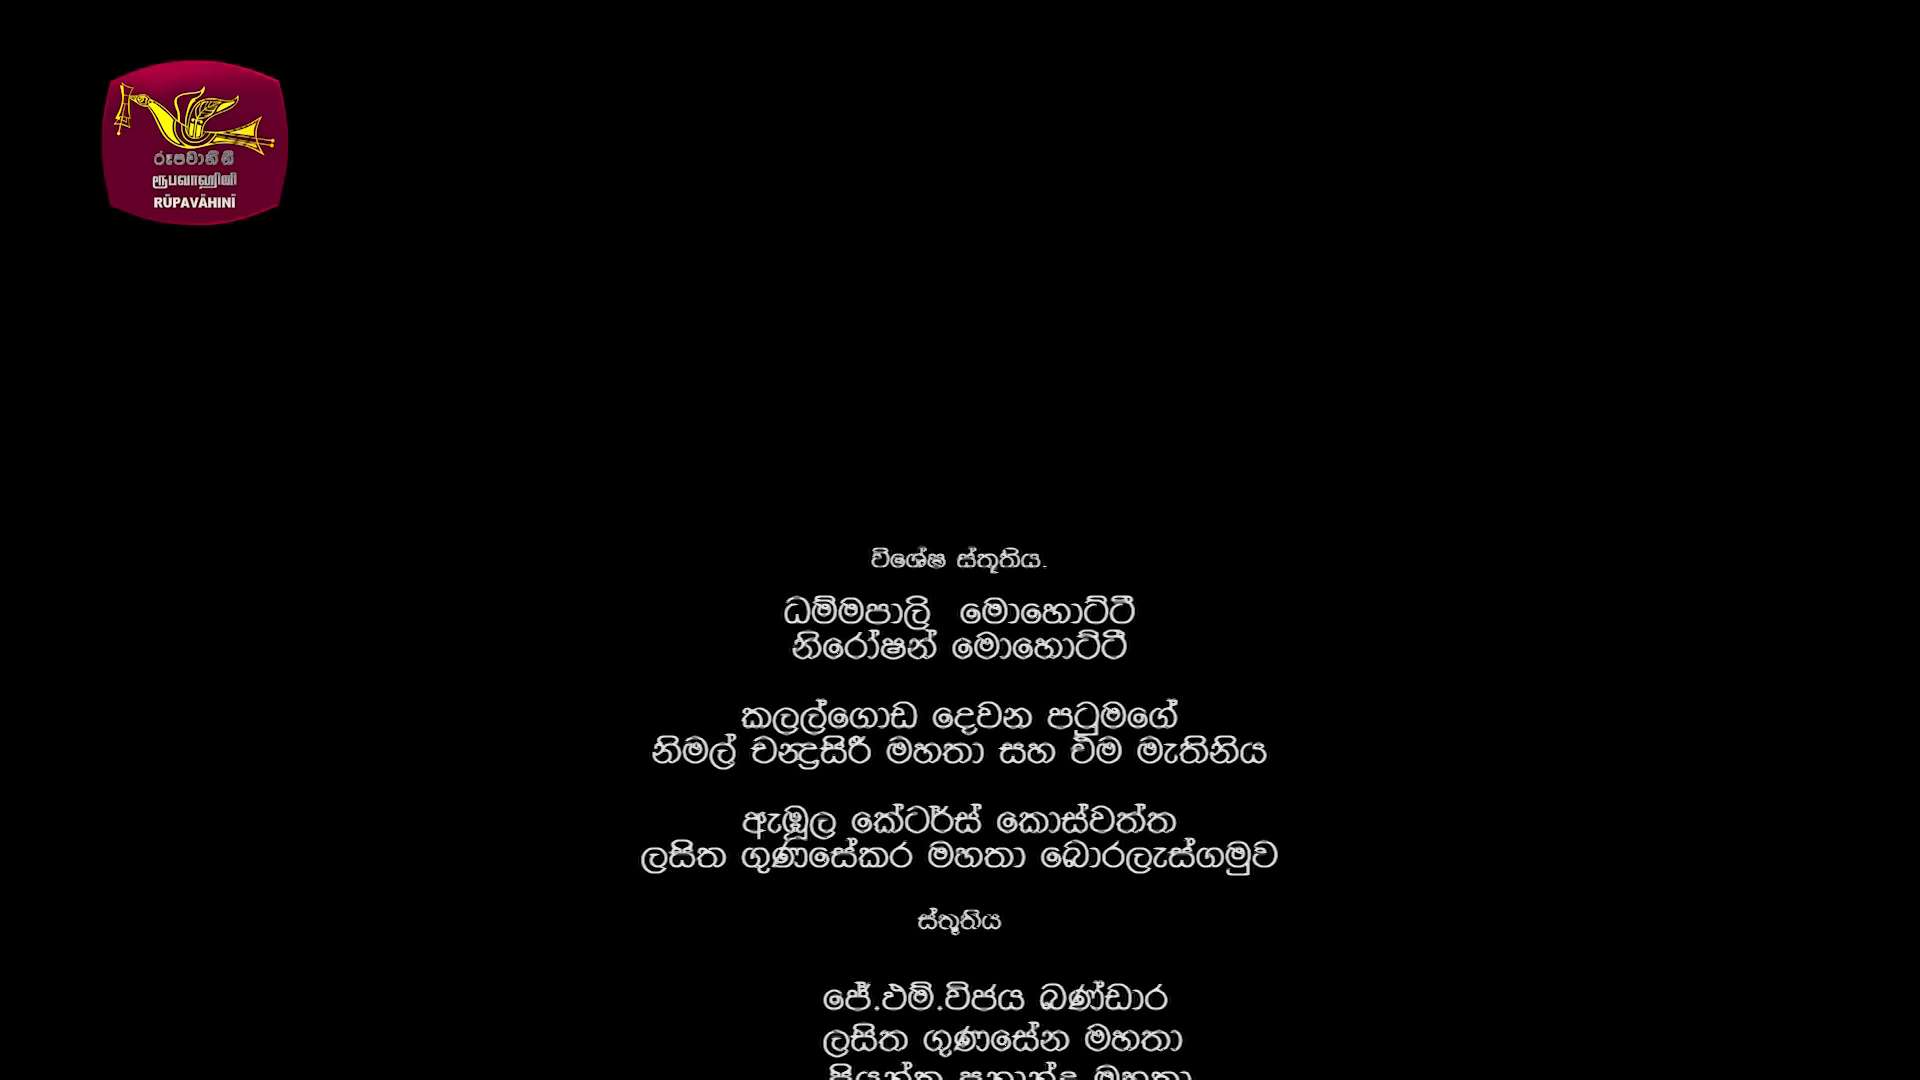 රූපවාහිනී
ரூபவாஹினி
RŪPAVĀHINĪ
විශේෂ ස්තූතිය.
ධම්මපාලි මොහොට්ටී
නිරෝෂන් මොහොට්ටී
කලල්ගොඩ දෙවන පටුමගේ
නිමල් චන්ද්‍රසිරී මහතා සහ එම මැතිනිය
ඇඹුල කේටර්ස් කොස්වත්ත
ලසිත ගුණසේකර මහතා බොරලැස්ගමුව
ස්තූතිය
ජේ.එම්.විජය බණ්ඩාර
ලසිත ගුණසේන මහතා